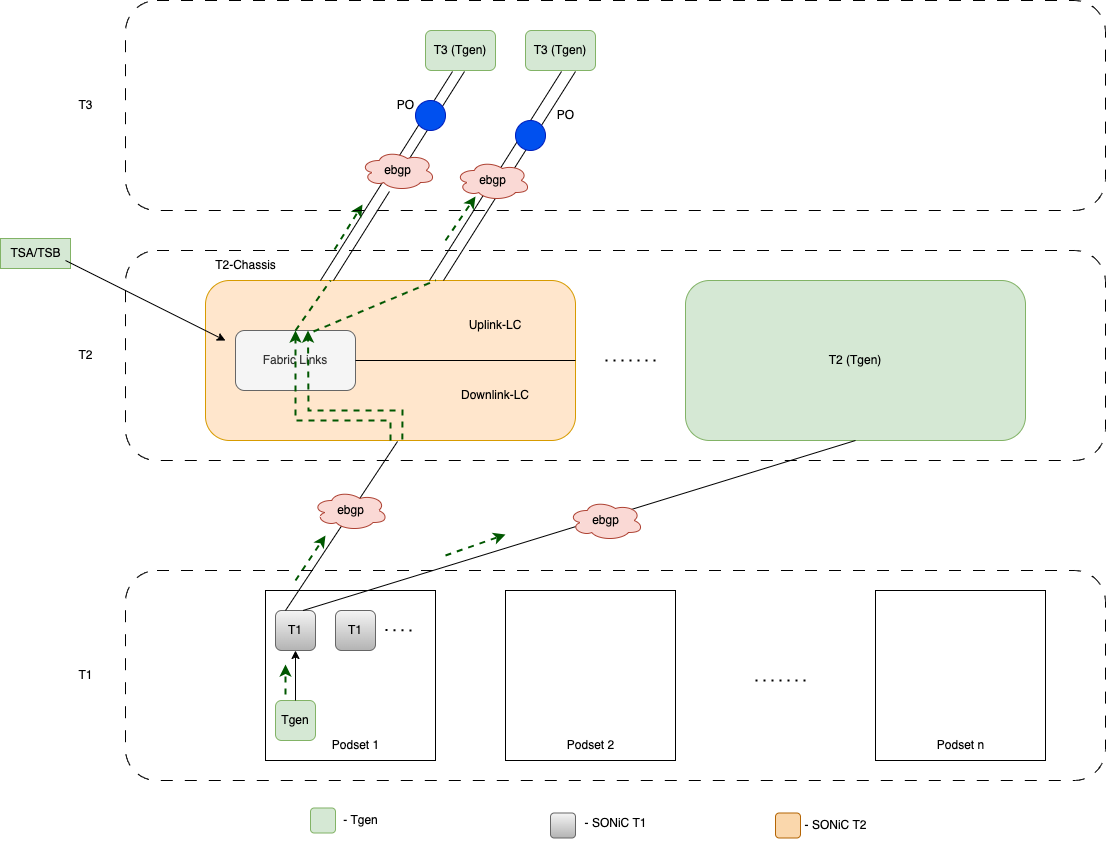 T3 (Tgen)
T3 (Tgen)
T3
PO
PO
ebgp
ebgp
TSA/TSB
T2-Chassis
Uplink-LC
T2
Fabric Links
.......
T2 (Tgen)
Downlink-LC
ebgp
ebgp
T1
T1
....
T1
.......
Tgen
Podset 1
Podset 2
Podset n
- Tgen
- SONiC T1
- SONiC T2